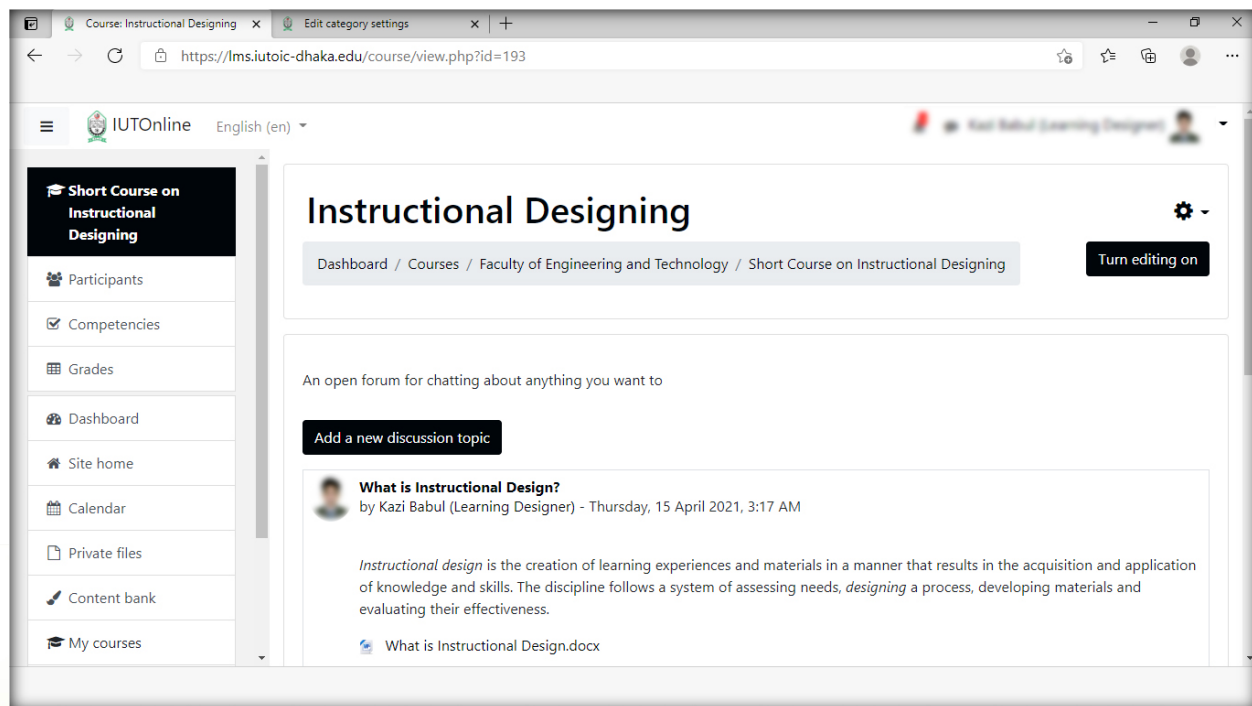 Course: Instructional Designing
Edit category settings
https://lms.iutoic-dhaka.edu/course/view.php?id=193
IUTOnline
English (en)
Kazi Babul (Learning Designer)
Short Course on
Instructional
Designing
Participants
Competencies
Grades
Dashboard
Site home
Calendar
Private files
Content bank
My courses
Instructional Designing
Dashboard / Courses / Faculty of Engineering and Technology / Short Course on Instructional Designing
Turn editing on
An open forum for chatting about anything you want to
Add a new discussion topic
What is Instructional Design?
by Kazi Babul (Learning Designer) - Thursday, 15 April 2021, 3:17 AM
Instructional design is the creation of learning experiences and materials in a manner that results in the acquisition and application
of knowledge and skills. The discipline follows a system of assessing needs, designing a process, developing materials and
evaluating their effectiveness.
What is Instructional Design.docx